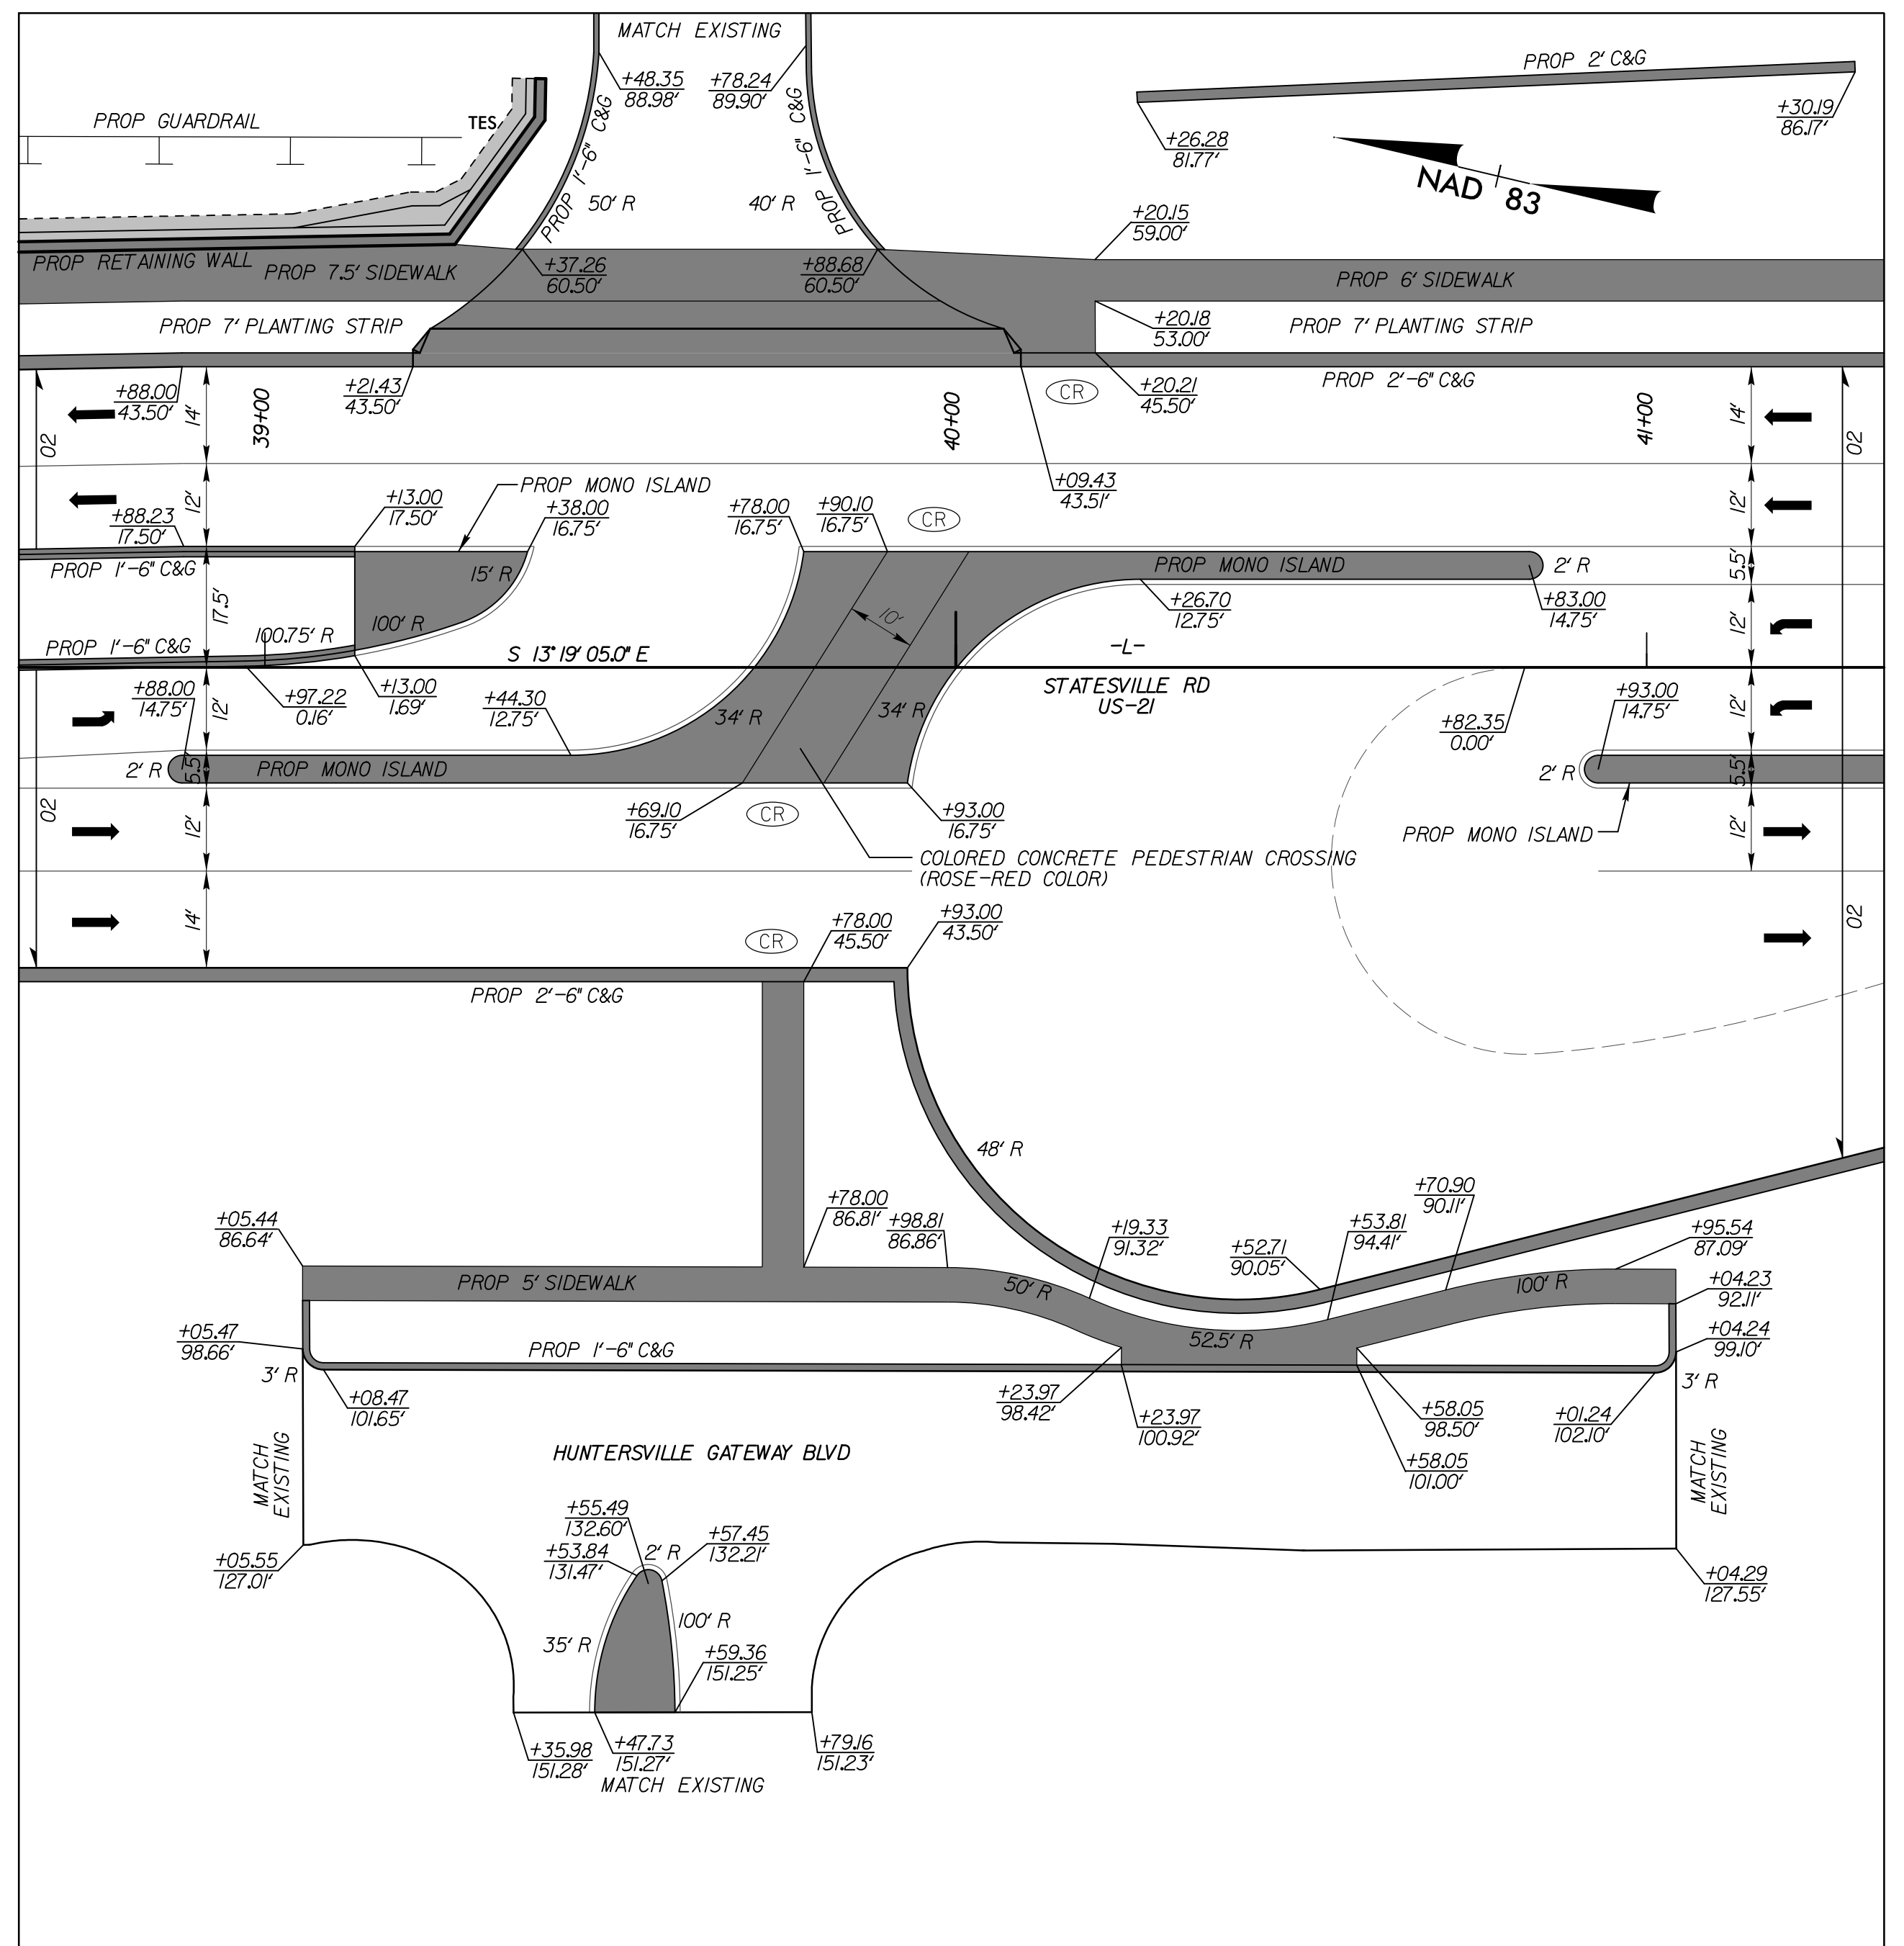 MATCH EXISTING
+48.35
88.98'
+78.24
89.90'
PROP 2' C&G
+30.19
86.17'
+26.28
81.77'
NAD 83
PROP GUARDRAIL
TES
PROP 1'-6" C&G
PROP 1'-6" C&G
50' R
40' R
+20.15
59.00'
PROP RETAINING WALL
PROP 7.5' SIDEWALK
+37.26
60.50'
+88.68
60.50'
PROP 6' SIDEWALK
PROP 7' PLANTING STRIP
+20.18
53.00'
PROP 7' PLANTING STRIP
PROP 2'-6" C&G
+88.00
43.50'
14'
39+00
+21.43
43.50'
40+00
CR
+20.21
45.50'
41+00
14'
02
02
+09.43
43.51'
PROP MONO ISLAND
12'
+88.23
17.50'
+13.00
17.50'
+38.00
16.75'
+78.00
16.75'
+90.10
16.75'
CR
12'
PROP 1'-6" C&G
15' R
PROP MONO ISLAND
2' R
5.5'
17.5'
100' R
10'
+26.70
12.75'
+83.00
14.75'
12'
PROP 1'-6" C&G
100.75' R
S 13° 19' 05.0" E
-L-
STATESVILLE RD
US-21
+88.00
14.75'
12'
+97.22
0.16'
+13.00
1.69'
+44.30
12.75'
34' R
34' R
+82.35
0.00'
+93.00
14.75'
12'
2' R
5.5'
PROP MONO ISLAND
2' R
5.5'
02
12'
+69.10
16.75'
CR
+93.00
16.75'
PROP MONO ISLAND
12'
COLORED CONCRETE PEDESTRIAN CROSSING
(ROSE-RED COLOR)
14'
+78.00
45.50'
+93.00
43.50'
CR
02
PROP 2'-6" C&G
48' R
+05.44
86.64'
+78.00
86.81'
+98.81
86.86'
+19.33
91.32'
+52.71
90.05'
+53.81
94.41'
+70.90
90.11'
+95.54
87.09'
PROP 5' SIDEWALK
50' R
100' R
+04.23
92.11'
+05.47
98.66'
PROP 1'-6" C&G
52.5' R
+04.24
99.10'
3' R
+08.47
101.65'
+23.97
98.42'
+23.97
100.92'
+58.05
98.50'
+01.24
102.10'
3' R
MATCH
EXISTING
HUNTERSVILLE GATEWAY BLVD
+58.05
101.00'
MATCH
EXISTING
+55.49
132.60'
+57.45
132.21'
+53.84
131.47'
2' R
+05.55
127.01'
+04.29
127.55'
35' R
100' R
+59.36
151.25'
+35.98
151.28'
+47.73
151.27'
+79.16
151.23'
MATCH EXISTING